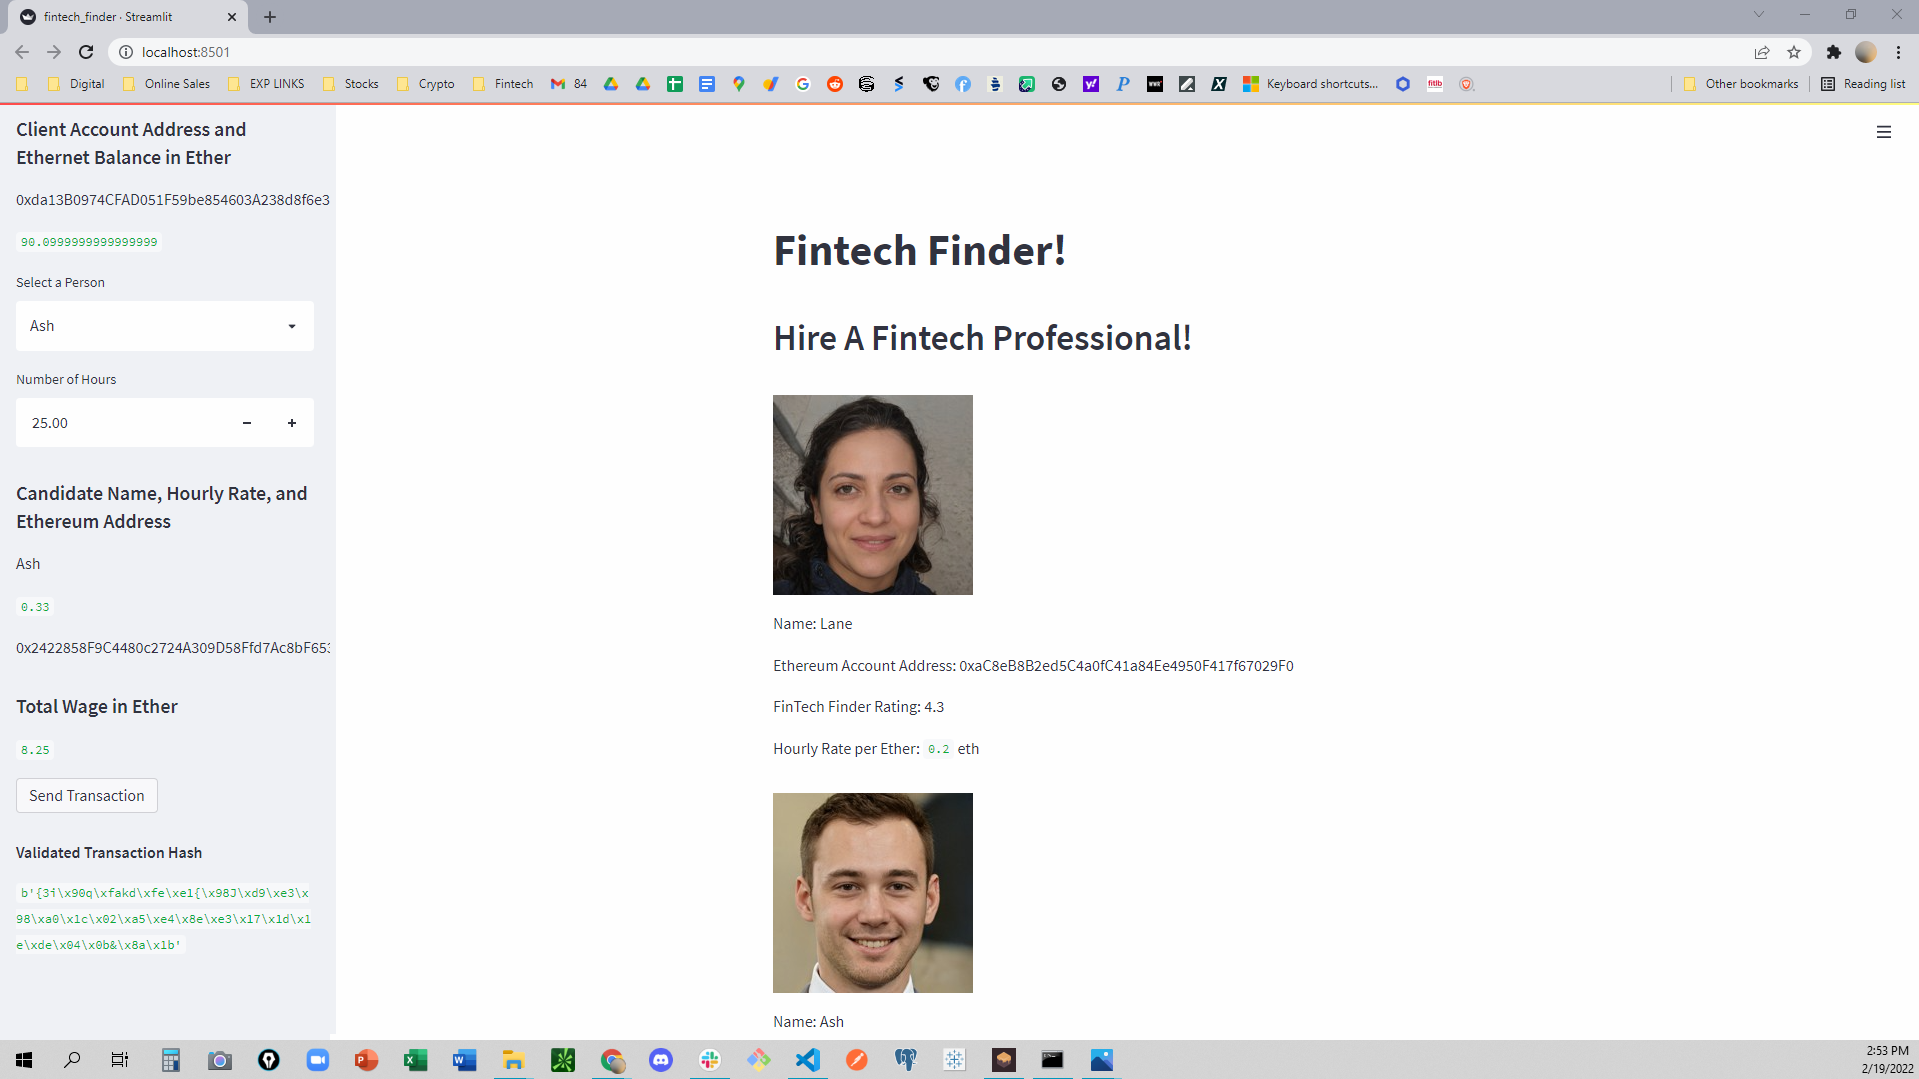 fintech_finder · Streamlit
localhost:8501
Digital
Online Sales
EXP LINKS
Stocks
Crypto
Fintech
84
Keyboard shortcuts...
Other bookmarks
Reading list
Client Account Address and
Ethernet Balance in Ether
0xda13B0974CFAD051F59be854603A238d8f6e3
90.0999999999999999
Select a Person
Ash
Number of Hours
25.00
Candidate Name, Hourly Rate, and
Ethereum Address
Ash
0.33
0x2422858F9C4480c2724A309D58Ffd7Ac8bF653
Total Wage in Ether
8.25
Send Transaction
Validated Transaction Hash
b'{3i\x90q\xfakd\xfe\xe1{\x98J\xd9\xe3\x
98\xa0\x1c\x02\xa5\xe4\x8e\xe3\x17\x1d\x1
e\xde\x04\x0b&\x8a\x1b'
Fintech Finder!
Hire A Fintech Professional!
Name: Lane
Ethereum Account Address: 0xaC8eB8B2ed5C4a0fC41a84Ee4950F417f67029F0
FinTech Finder Rating: 4.3
Hourly Rate per Ether: 0.2 eth
Name: Ash
2:53 PM
2/19/2022